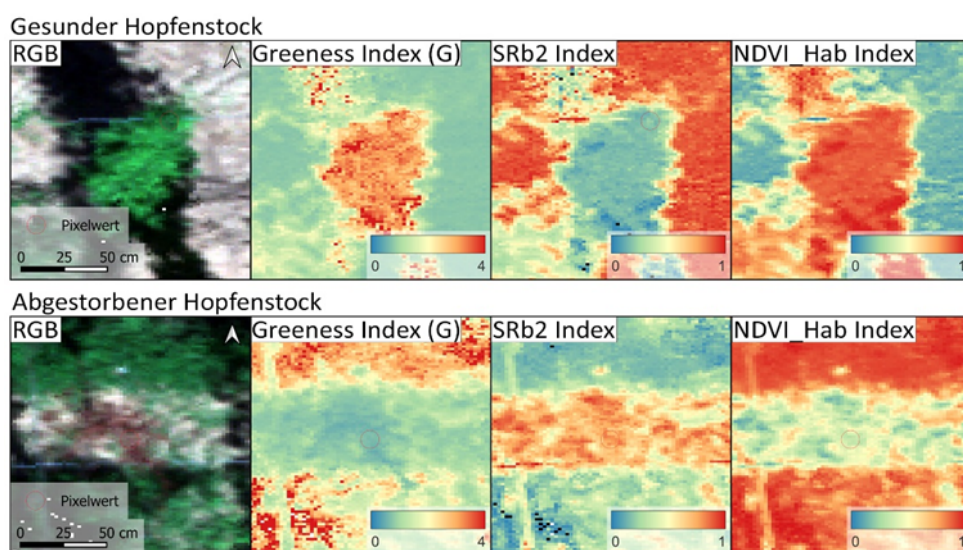 Gesunder Hopfenstock
RGB
Greeness Index (G)
SRb2 Index
NDVI_Hab Index
Pixelwert
0 25 50 cm
0 4
0 1
0 1
Abgestorbener Hopfenstock
RGB
Greeness Index (G)
SRb2 Index
NDVI_Hab Index
Pixelwert
0 25 50 cm
0 4
0 1
0 1